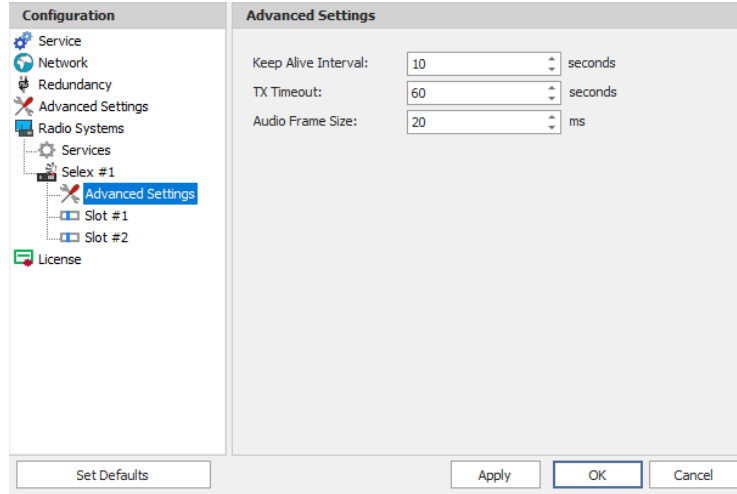 Configuration
Service
Network
Redundancy
Advanced Settings
Radio Systems
Services
Selex #1
Advanced Settings
Slot #1
Slot #2
License
Advanced Settings
Keep Alive Interval: 10 seconds
TX Timeout: 60 seconds
Audio Frame Size: 20 ms
Set Defaults
Apply
OK
Cancel